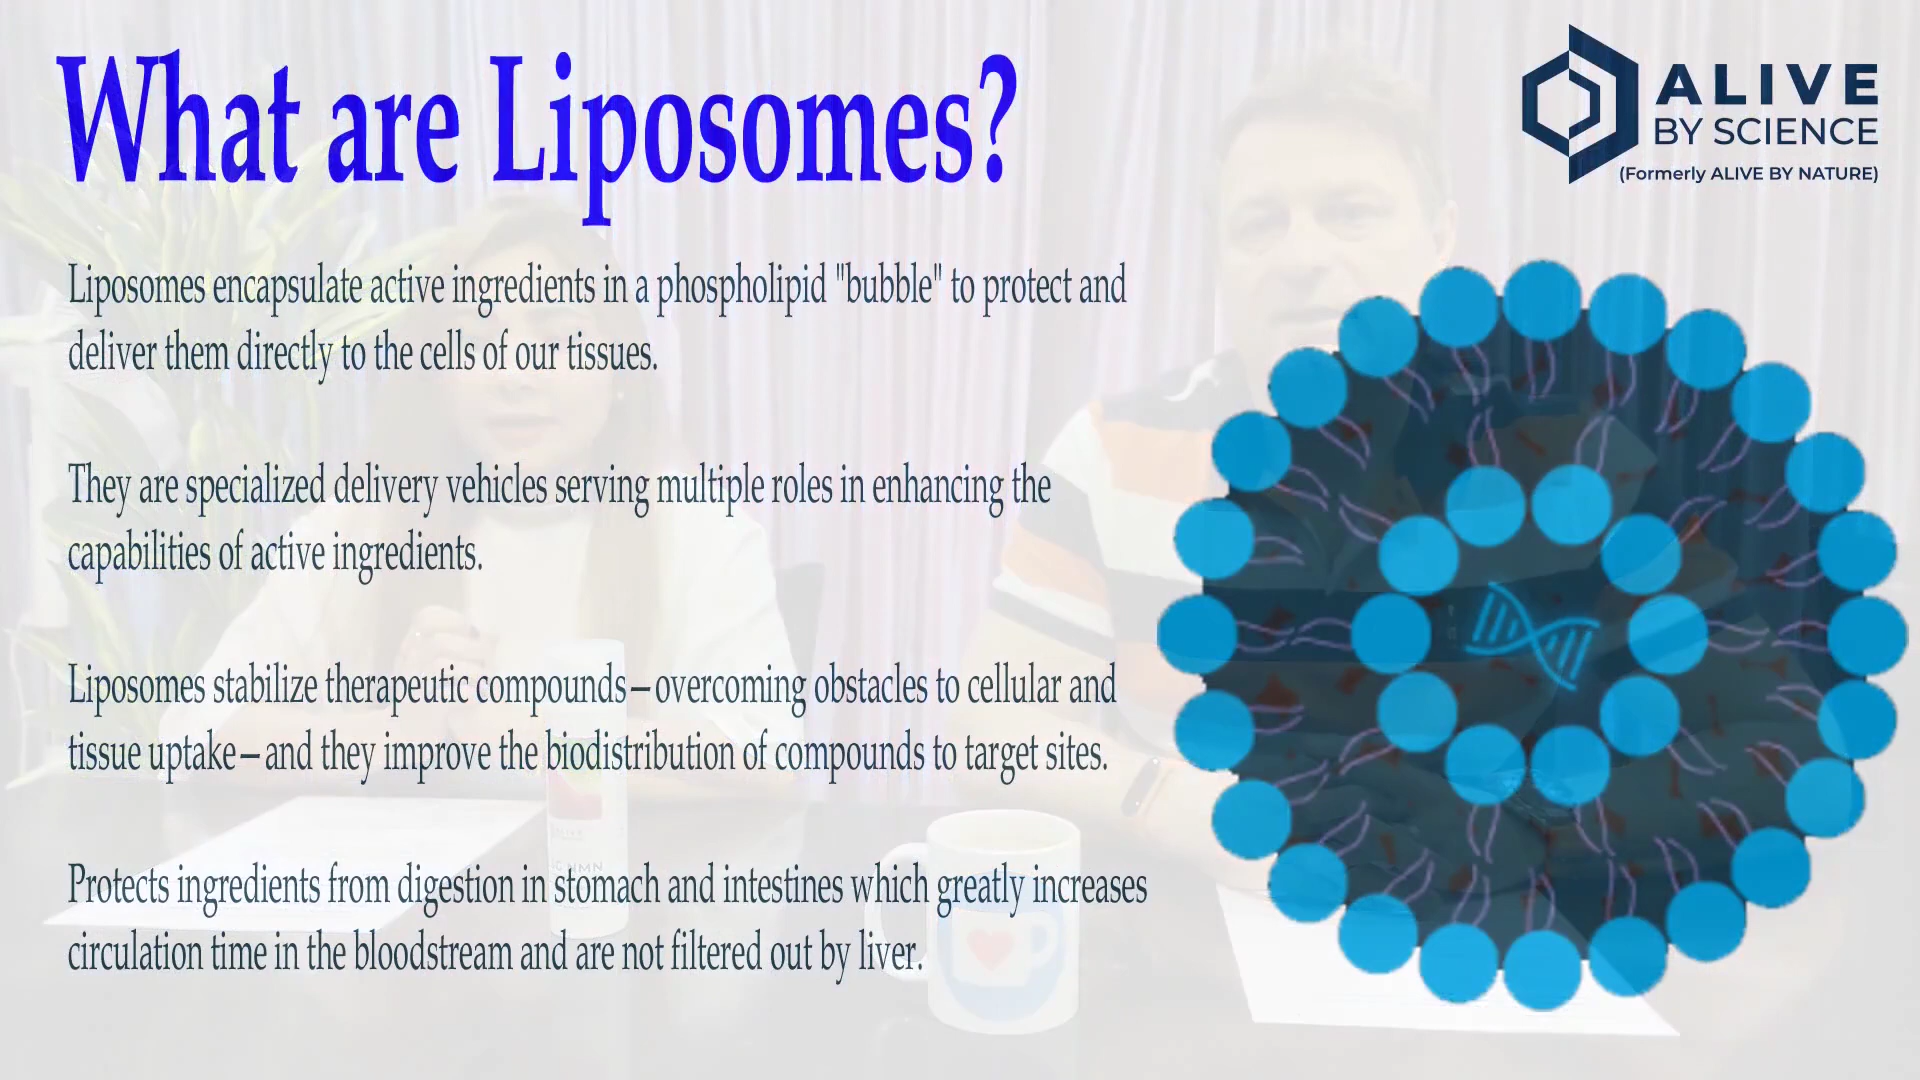 What are Liposomes?
ALIVE
BY SCIENCE
(Formerly ALIVE BY NATURE)
Liposomes encapsulate active ingredients in a phospholipid "bubble" to protect and
deliver them directly to the cells of our tissues.
They are specialized delivery vehicles serving multiple roles in enhancing the
capabilities of active ingredients.
Liposomes stabilize therapeutic compounds—overcoming obstacles to cellular and
tissue uptake—and they improve the biodistribution of compounds to target sites.
Protects ingredients from digestion in stomach and intestines which greatly increases
circulation time in the bloodstream and are not filtered out by liver.
NMN